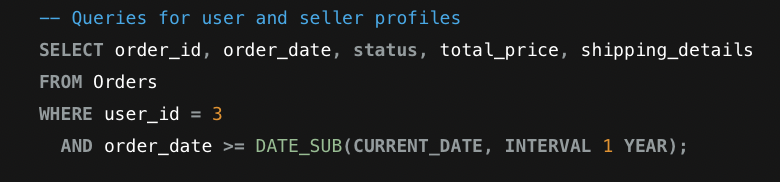 -- Queries for user and seller profiles
SELECT order_id, order_date, status, total_price, shipping_details
FROM Orders
WHERE user_id = 3
  AND order_date >= DATE_SUB(CURRENT_DATE, INTERVAL 1 YEAR);